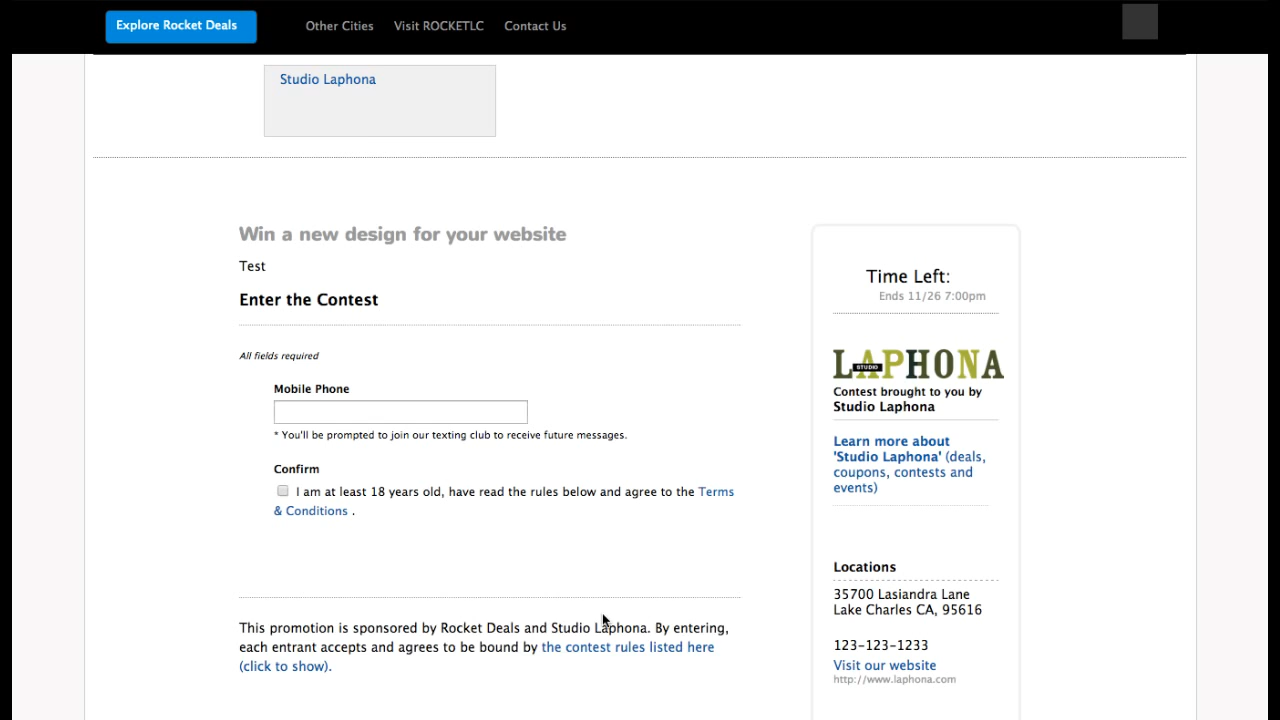 Explore Rocket Deals
Other Cities
Visit ROCKETLC
Contact Us
Studio Laphona
Win a new design for your website
Test
Enter the Contest
All fields required
Mobile Phone
* You'll be prompted to join our texting club to receive future messages.
Confirm
I am at least 18 years old, have read the rules below and agree to the Terms
& Conditions .
This promotion is sponsored by Rocket Deals and Studio Laphona. By entering,
each entrant accepts and agrees to be bound by the contest rules listed here
(click to show).
Time Left:
Ends 11/26 7:00pm
LAPHONA
STUDIO
Contest brought to you by
Studio Laphona
Learn more about
'Studio Laphona' (deals,
coupons, contests and
events)
Locations
35700 Lasiandra Lane
Lake Charles CA, 95616
123-123-1233
Visit our website
http://www.laphona.com